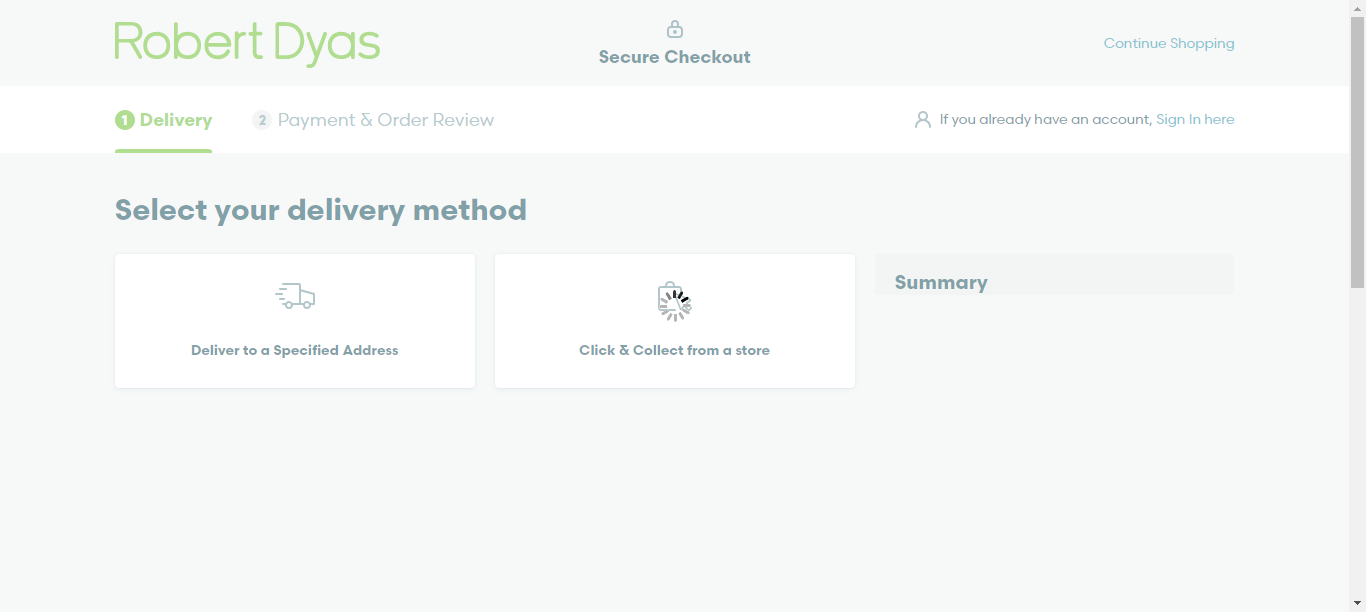 Robert Dyas
Secure Checkout
Continue Shopping
1 Delivery
2 Payment & Order Review
If you already have an account, Sign In here
Select your delivery method
Deliver to a Specified Address
Click & Collect from a store
Summary